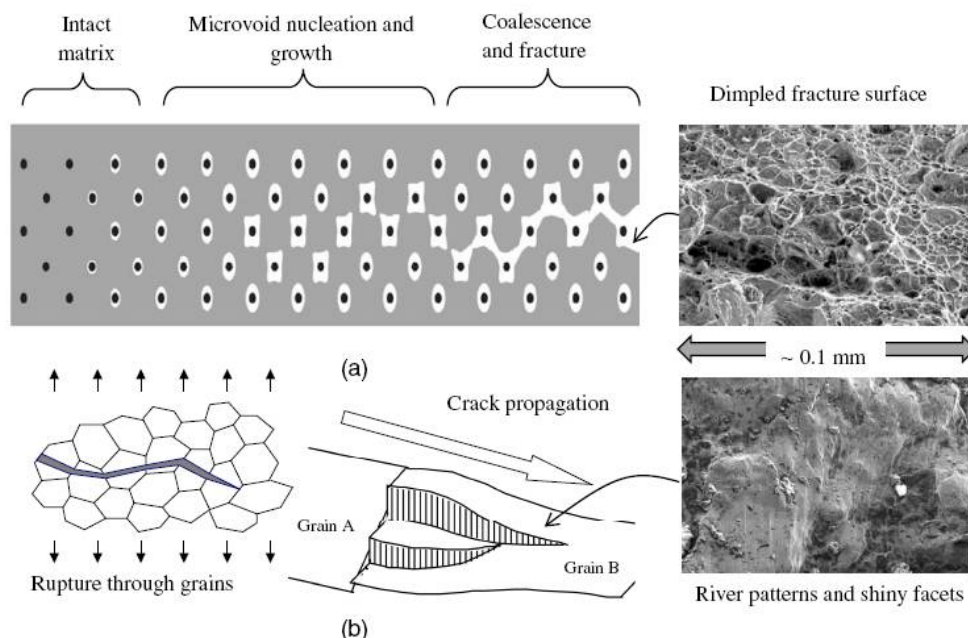 Intact
matrix
Microvoid nucleation and
growth
Coalescence
and fracture
Dimpled fracture surface
(a)
~ 0.1 mm
Crack propagation
Grain A
Grain B
Rupture through grains
River patterns and shiny facets
(b)